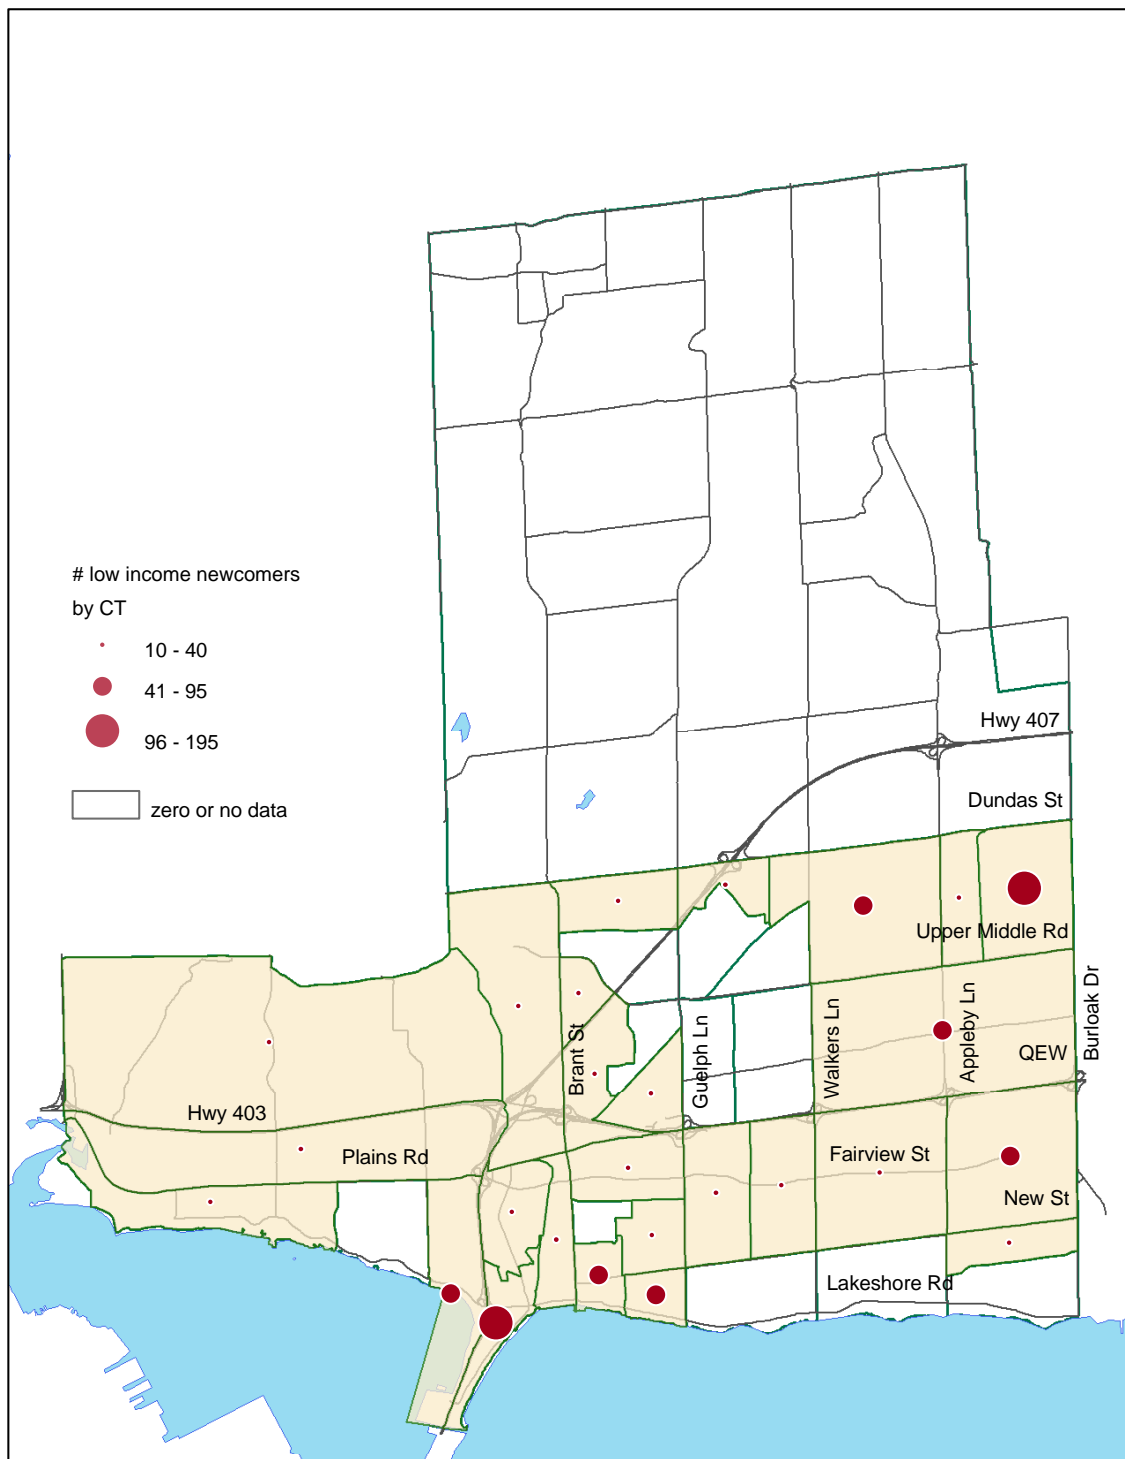 # low income newcomers
by CT
10 - 40
41 - 95
96 - 195
zero or no data
Hwy 407
Dundas St
Upper Middle Rd
Burloak Dr
Appleby Ln
Walkers Ln
Guelph Ln
Brant St
QEW
Hwy 403
Plains Rd
Fairview St
New St
Lakeshore Rd